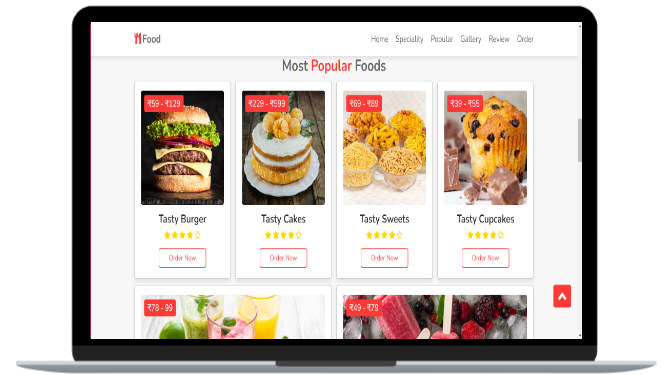 Food
Home Speciality Popular Gallery Review Order
Most Popular Foods
₹59 - ₹129
₹229 - ₹599
₹69 - ₹89
₹39 - ₹55
Tasty Burger
Tasty Cakes
Tasty Sweets
Tasty Cupcakes
Order Now
Order Now
Order Now
Order Now
₹78 - 99
₹49 - ₹79